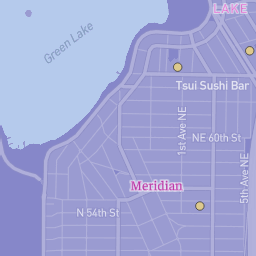 LAKE
Green Lake
Tsui Sushi Bar
1st Ave NE
NE 60th St
5th Ave NE
Meridian
N 54th St